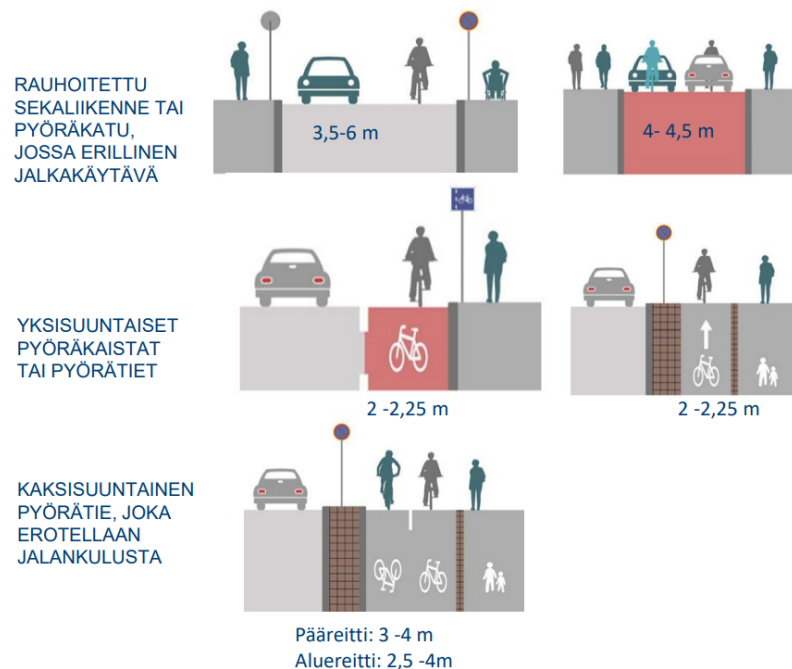 RAUHOITETTU
SEKALIIKENNE TAI
PYÖRÄKATU,
JOSSA ERILLINEN
JALKAKÄYTÄVÄ
3,5-6 m
4- 4,5 m
YKSISUUNTAISET
PYÖRÄKAISTAT
TAI PYÖRÄTIET
2 -2,25 m
2 -2,25 m
KAKSISUUNTAINEN
PYÖRÄTIE, JOKA
EROTELLAAN
JALANKULUSTA
Pääreitti: 3 -4 m
Aluereitti: 2,5 -4m